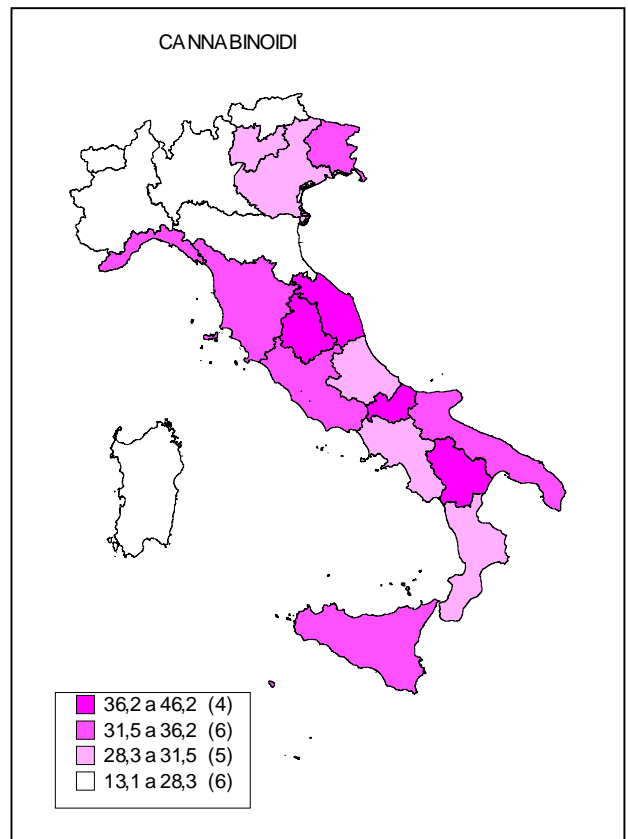 CANNABINOIDI
36,2 a 46,2 (4)
31,5 a 36,2 (6)
28,3 a 31,5 (5)
13,1 a 28,3 (6)